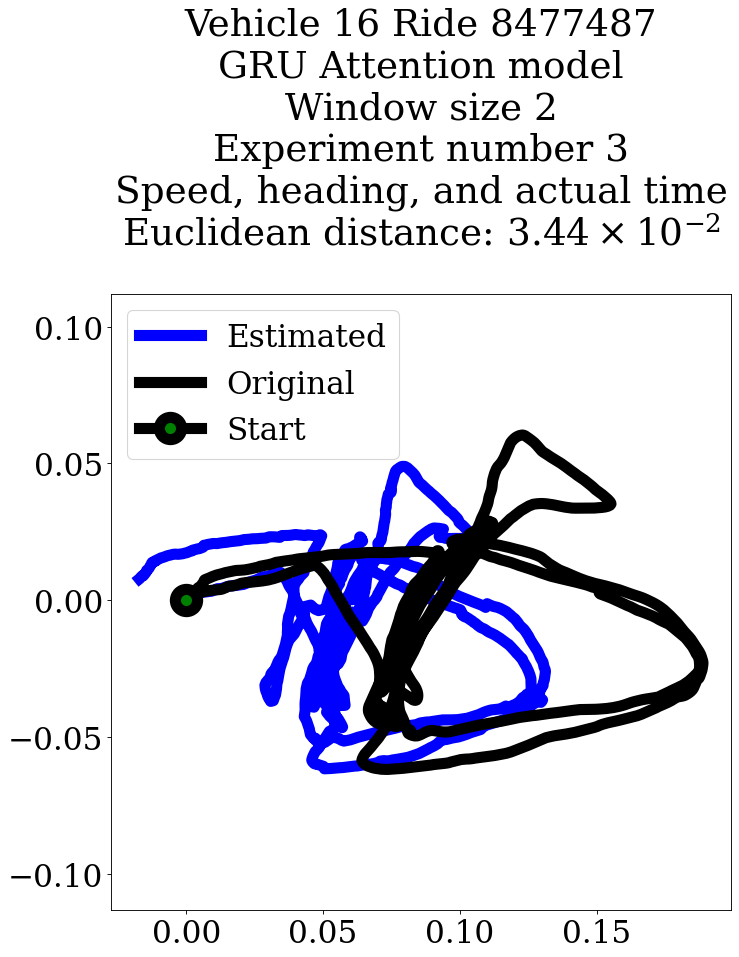 Vehicle 16 Ride 8477487
GRU Attention model
Window size 2
Experiment number 3
Speed, heading, and actual time
Euclidean distance: 3.44 × 10⁻²
Estimated
Original
Start
0.10
0.05
0.00
−0.05
−0.10
0.00 0.05 0.10 0.15